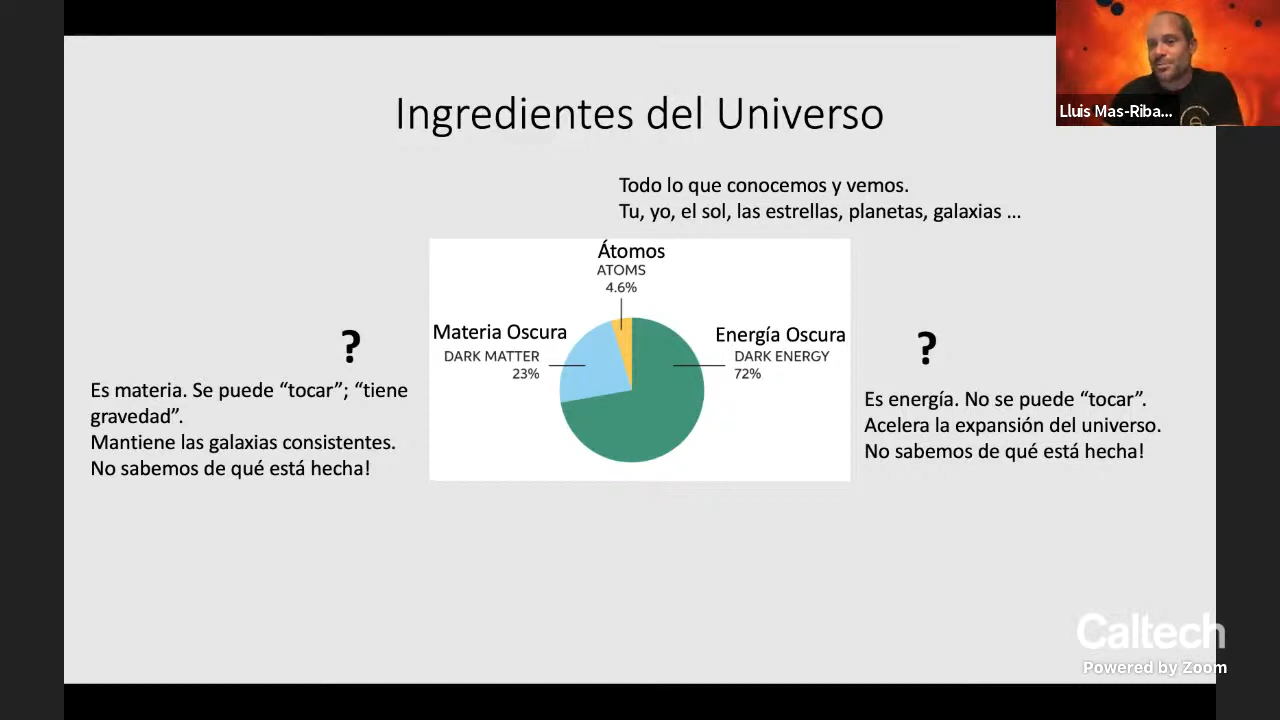 Ingredientes del Universo
Lluis Mas-Riba...
Todo lo que conocemos y vemos.
Tu, yo, el sol, las estrellas, planetas, galaxias ...
Átomos
ATOMS
4.6%
Materia Oscura
DARK MATTER
23%
Energía Oscura
DARK ENERGY
72%
?
Es materia. Se puede “tocar”; “tiene
gravedad”.
Mantiene las galaxias consistentes.
No sabemos de qué está hecha!
?
Es energía. No se puede “tocar”.
Acelera la expansión del universo.
No sabemos de qué está hecha!
Caltech
Powered by Zoom